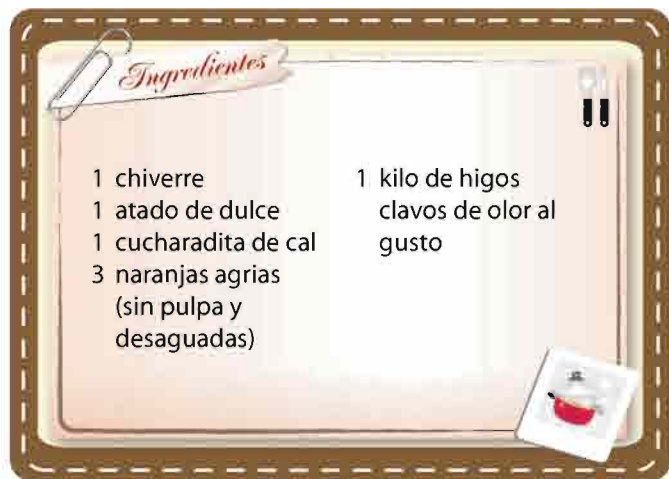 Ingredientes
1 chiverre
1 atado de dulce
1 cucharadita de cal
3 naranjas agrias
(sin pulpa y
desaguadas)
1 kilo de higos
clavos de olor al
gusto